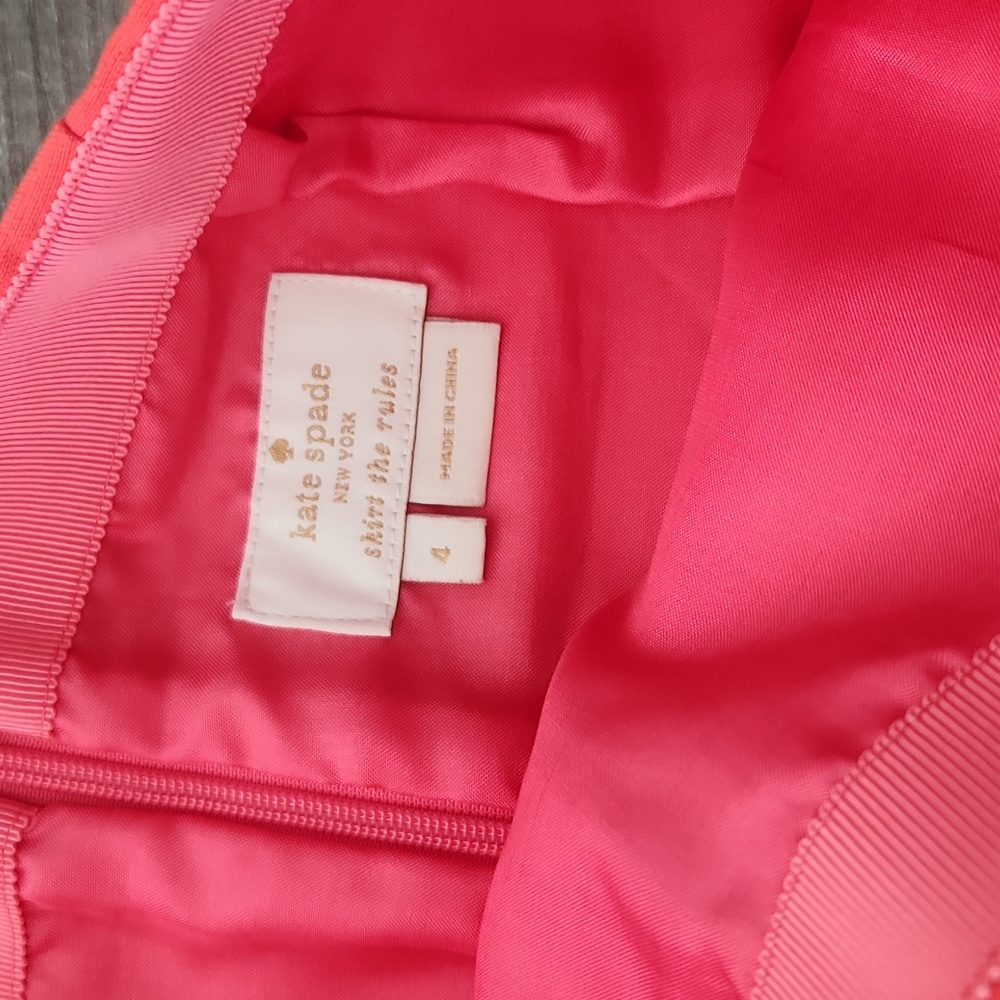 kate spade
NEW YORK
skirt the rules
MADE IN CHINA
4